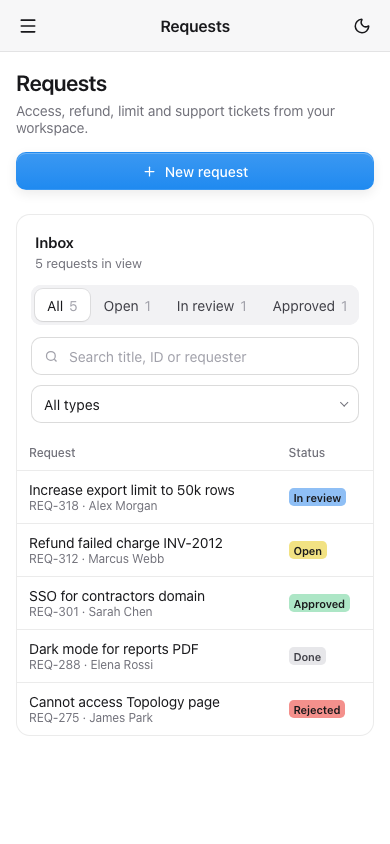 Requests
Requests
Access, refund, limit and support tickets from your
workspace.
New request
Inbox
5 requests in view
All 5 Open 1 In review 1 Approved 1
Search title, ID or requester
All types
Request Status
Increase export limit to 50k rows
REQ-318 · Alex Morgan
In review
Refund failed charge INV-2012
REQ-312 · Marcus Webb
Open
SSO for contractors domain
REQ-301 · Sarah Chen
Approved
Dark mode for reports PDF
REQ-288 · Elena Rossi
Done
Cannot access Topology page
REQ-275 · James Park
Rejected